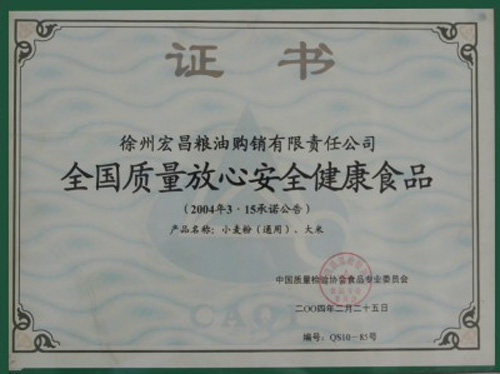 证书
徐州宏昌粮油购销有限责任公司
全国质量放心安全健康食品
(2004年3·15承诺公告)
产品名称：小麦粉(通用)、大米
中国质量检验协会食品专业委员会
二〇〇四年二月二十五日
编号：QS10-85号
CAQI